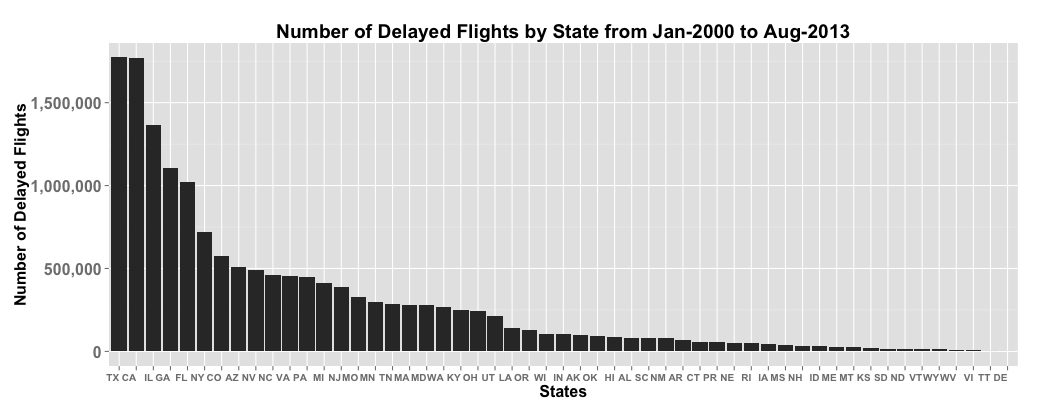 Number of Delayed Flights by State from Jan-2000 to Aug-2013
Number of Delayed Flights
1,500,000
1,000,000
500,000
0
TX CA IL GA FL NY CO AZ NV NC VA PA MI NJ MO MN TN MA MD WA KY OH UT LA OR WI IN AK OK HI AL SC NM AR CT PR NE RI IA MS NH ID ME MT KS SD ND VT WY WV VI TT DE
States